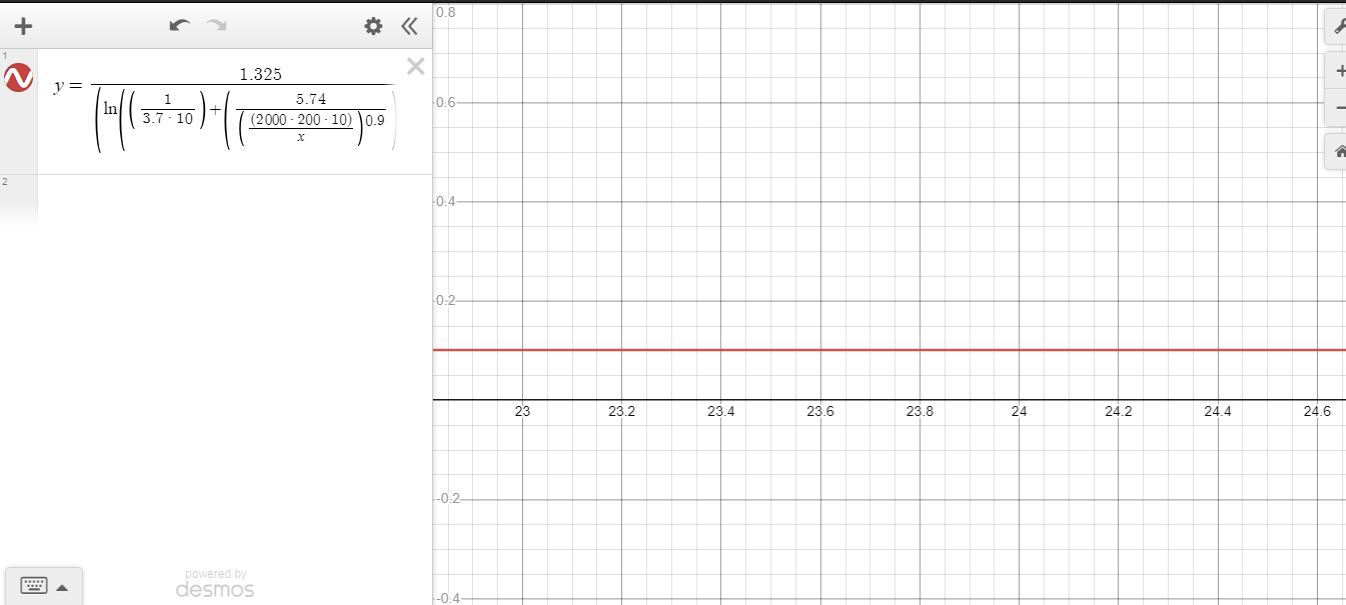 1
y = 1.325
(ln((1
3.7 · 10)+(5.74
((2000 · 200 · 10)
x)0.9
2
powered by
desmos
0.8
0.6
0.4
0.2
23 23.2 23.4 23.6 23.8 24 24.2 24.4 24.6
-0.2
-0.4